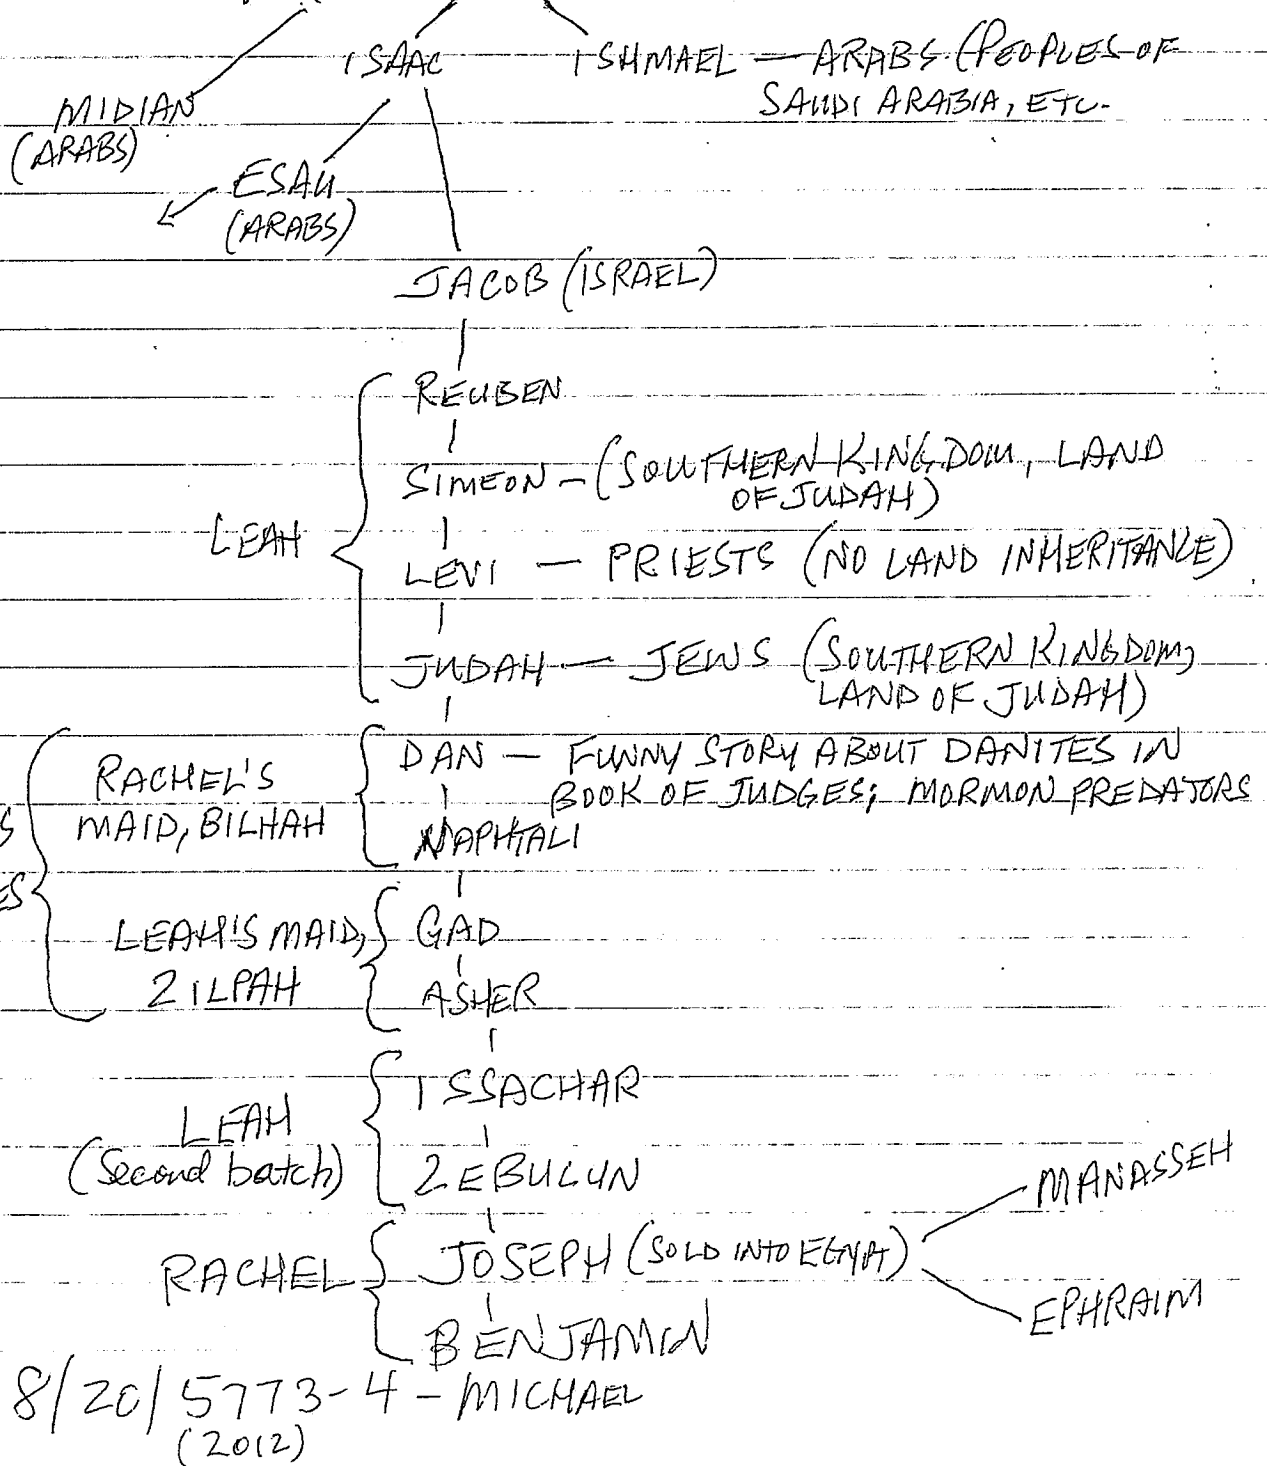 ISAAC
ISHMAEL — ARABS (PEOPLES OF
SAUDI ARABIA, ETC.
MIDIAN
(ARABS)
ESAU
(ARABS)
JACOB (ISRAEL)
REUBEN
SIMEON - (SOUTHERN KINGDOM, LAND
OF JUDAH)
LEAH
LEVI — PRIESTS (NO LAND INHERITANCE)
JUDAH — JEWS (SOUTHERN KINGDOM,
LAND OF JUDAH)
RACHEL'S
MAID, BILHAH
DAN — FUNNY STORY ABOUT DANITES IN
BOOK OF JUDGES; MORMON PREDATORS
NAPHTALI
LEAH'S MAID,
ZILPAH
GAD
ASHER
LEAH
(Second batch)
ISSACHAR
ZEBULUN
MANASSEH
RACHEL
JOSEPH (SOLD INTO EGYPT)
EPHRAIM
BENJAMIN
8/20/5773-4 - MICHAEL
(2012)